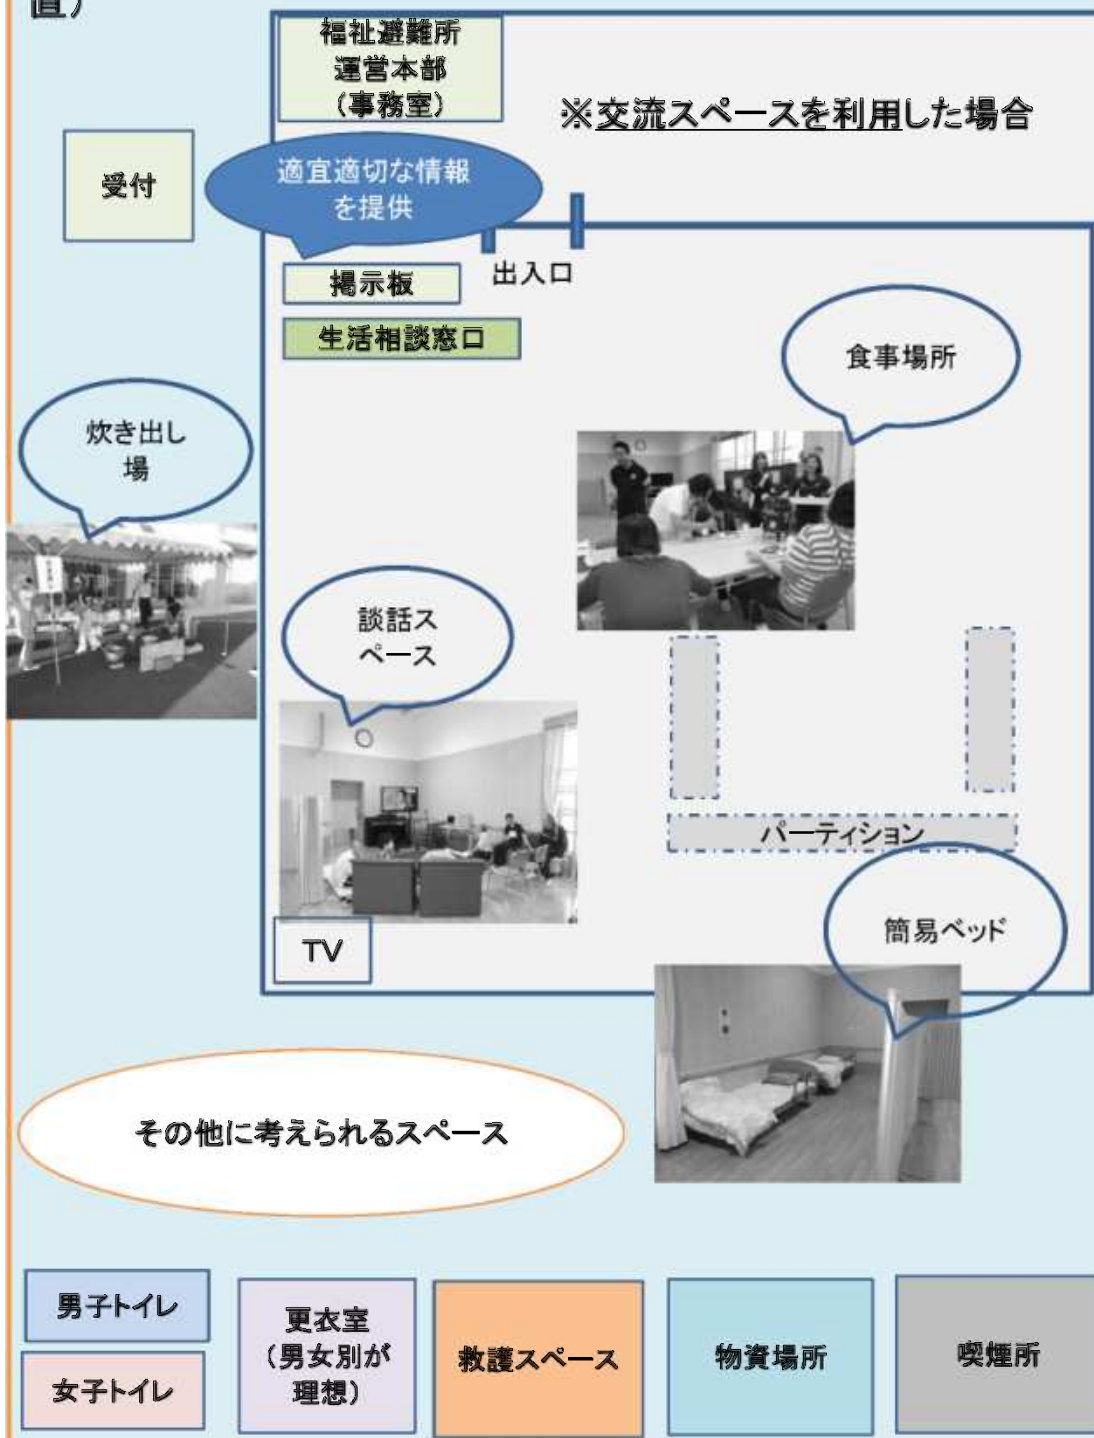 置）
福祉避難所
運営本部
（事務室）
※交流スペースを利用した場合
受付
適宜適切な情報
を提供
出入口
掲示板
生活相談窓口
食事場所
炊き出し
場
談話ス
ペース
パーティション
簡易ベッド
TV
その他に考えられるスペース
男子トイレ
女子トイレ
更衣室
（男女別が
理想）
救護スペース
物資場所
喫煙所